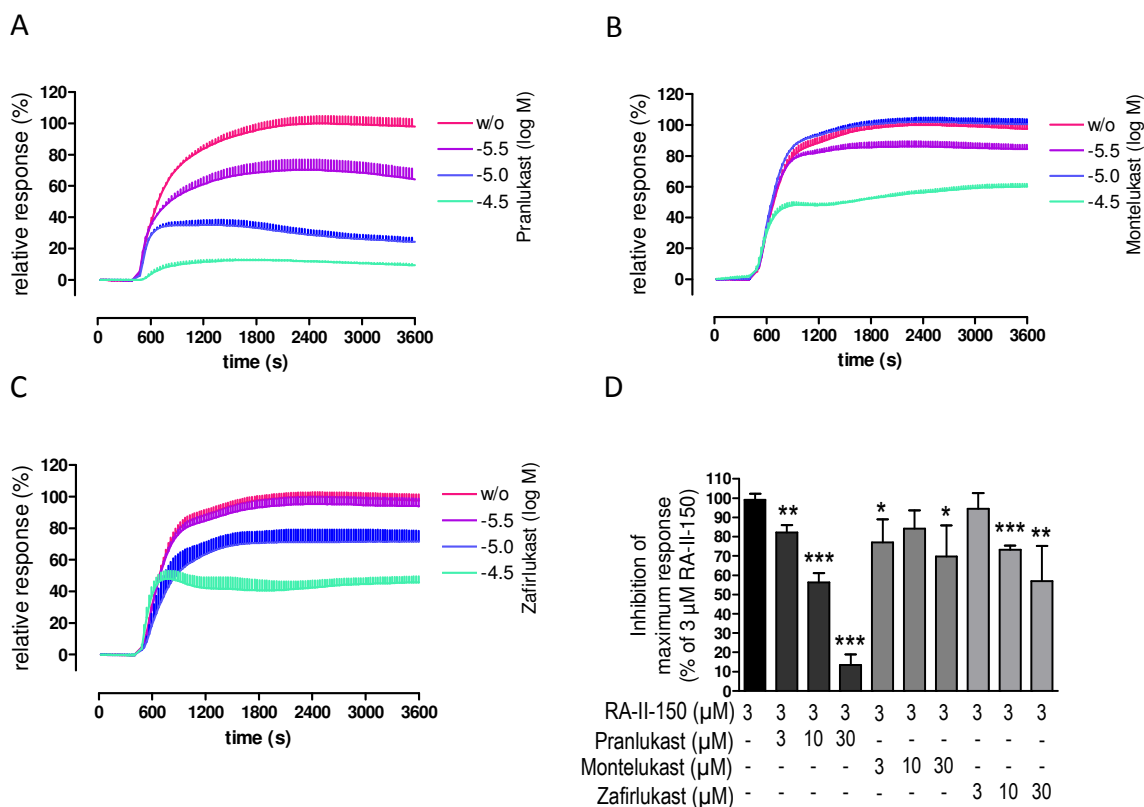 A
relative response (%)
120
100
80
60
40
20
0
0 600 1200 1800 2400 3000 3600
time (s)
w/o
-5.5
-5.0
-4.5
Pranlukast (log M)
B
relative response (%)
120
100
80
60
40
20
0
0 600 1200 1800 2400 3000 3600
time (s)
w/o
-5.5
-5.0
-4.5
Montelukast (log M)
C
relative response (%)
120
100
80
60
40
20
0
0 600 1200 1800 2400 3000 3600
time (s)
w/o
-5.5
-5.0
-4.5
Zafirlukast (log M)
D
Inhibition of
maximum response
(% of 3 µM RA-II-150)
110
100
90
80
70
60
50
40
30
20
10
0
** *** *** * * *** **
RA-II-150 (µM) 3 3 3 3 3 3 3 3 3 3
Pranlukast (µM) - 3 10 30 - - - - - -
Montelukast (µM) - - - - 3 10 30 - - -
Zafirlukast (µM) - - - - - - - 3 10 30